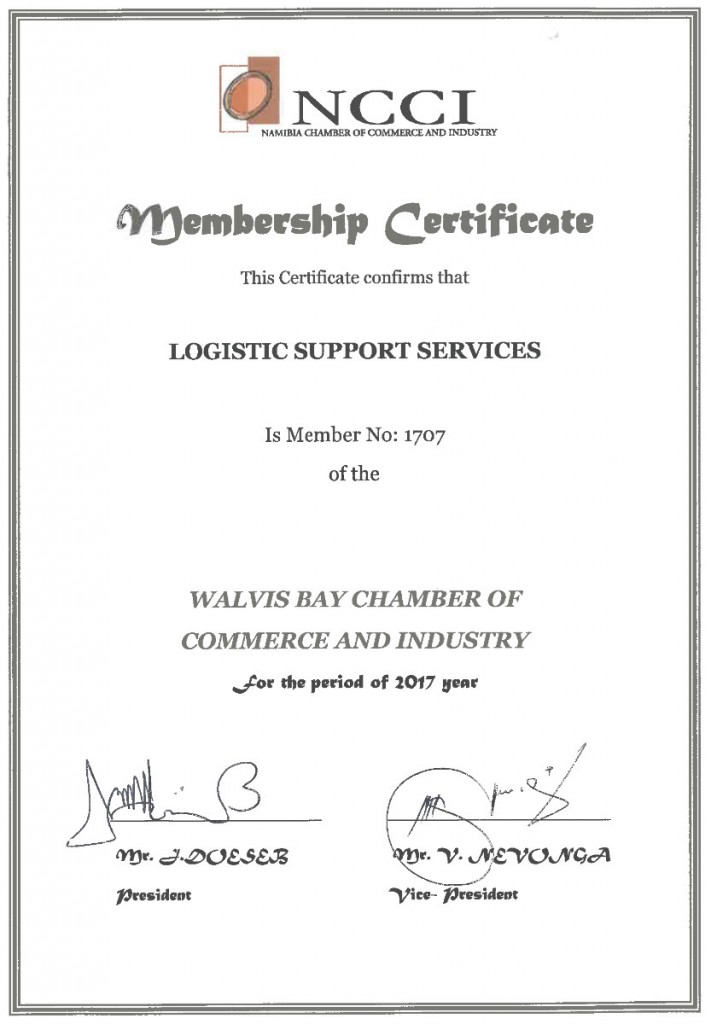 NCCI
NAMIBIA CHAMBER OF COMMERCE AND INDUSTRY
Membership Certificate
This Certificate confirms that
LOGISTIC SUPPORT SERVICES
Is Member No: 1707
of the
WALVIS BAY CHAMBER OF
COMMERCE AND INDUSTRY
For the period of 2017 year
Mr. J.DOESEB
Mr. V. NEVONGA
President
Vice- President